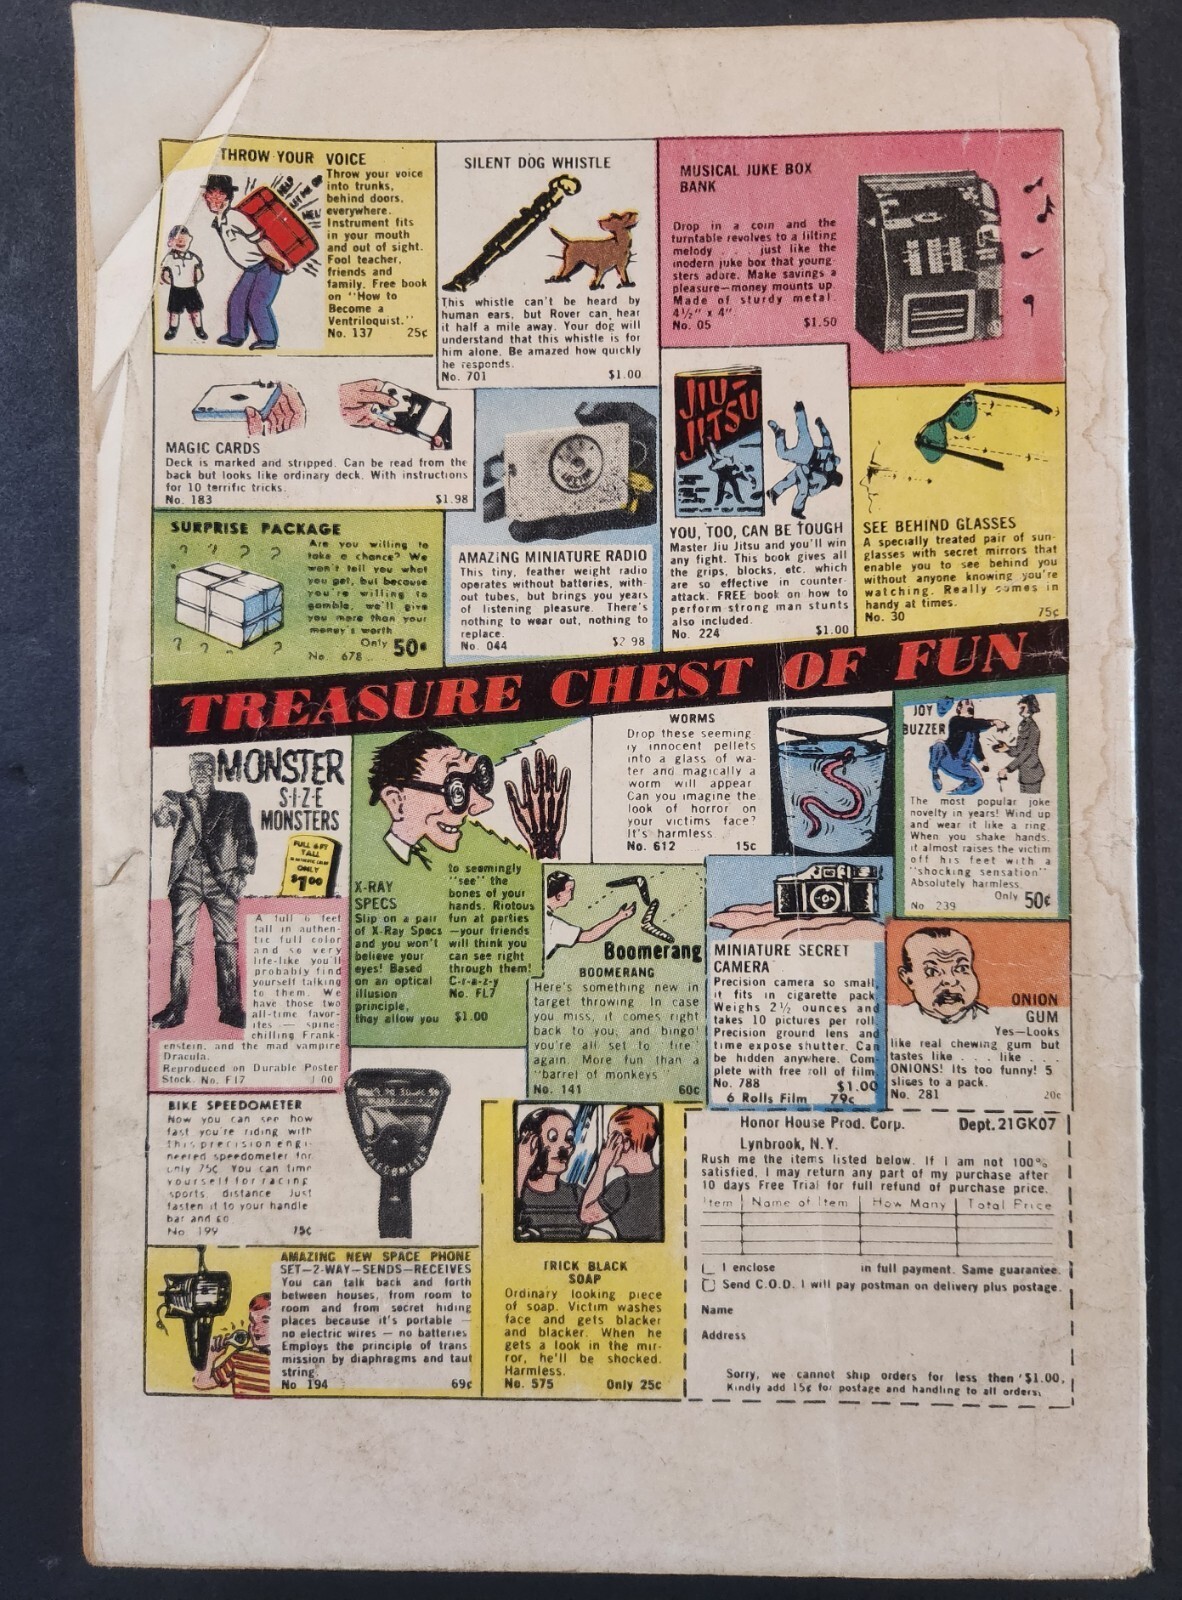 THROW YOUR VOICE
Throw your voice
into trunks,
behind doors,
everywhere.
Instrument fits
in your mouth
and out of sight.
Fool teacher,
friends and
family. Free book
on "How to
Become a
Ventriloquist."
No. 137 25¢
HELP
LET ME OUT
HELP
SILENT DOG WHISTLE
This whistle can't be heard by
human ears, but Rover can hear
it half a mile away. Your dog will
understand that this whistle is for
him alone. Be amazed how quickly
he responds.
No. 701 $1.00
MUSICAL JUKE BOX
BANK
Drop in a coin and the
turntable revolves to a lilting
melody . . . just like the
modern juke box that young-
sters adore. Make savings a
pleasure—money mounts up.
Made of sturdy metal.
4½" x 4"
No. 05 $1.50
MAGIC CARDS
Deck is marked and stripped. Can be read from the
back but looks like ordinary deck. With instructions
for 10 terrific tricks.
No. 183 $1.98
SURPRISE PACKAGE
Are you willing to
take a chance? We
won't tell you what
you get, but because
you're willing to
gamble, we'll give
you more than your
money's worth
Only 50¢
No. 678
AMAZING MINIATURE RADIO
This tiny, feather weight radio
operates without batteries, with-
out tubes, but brings you years
of listening pleasure. There's
nothing to wear out, nothing to
replace.
No. 044 $2.98
JIU-
JITSU
YOU, TOO, CAN BE TOUGH
Master Jiu Jitsu and you'll win
any fight. This book gives all
the grips, blocks, etc. which
are so effective in counter-
attack. FREE book on how to
perform strong man stunts
also included.
No. 224 $1.00
SEE BEHIND GLASSES
A specially treated pair of sun-
glasses with secret mirrors that
enable you to see behind you
without anyone knowing you're
watching. Really comes in
handy at times.
No. 30 75¢
TREASURE CHEST OF FUN
MONSTER
S-I-Z-E
MONSTERS
FULL 6 FT
TALL
ONLY
$1.00
A full 6 feet
tall in authen-
tic full color
and so very
life-like you'll
probably find
yourself talking
to them. We
have those two
all-time favor-
ites — spine-
chilling Frank-
enstein, and the mad vampire
Dracula.
Reproduced on Durable Poster
Stock. No. F17 1.00
X-RAY
SPECS
Slip on a pair
of X-Ray Specs
and you won't
believe your
eyes! Based
on an optical
illusion
principle,
they allow you
to seemingly
"see" the
bones of your
hands. Riotous
fun at parties
—your friends
will think you
can see right
through them!
C-r-a-z-y
No. FL7
$1.00
WORMS
Drop these seeming
ly innocent pellets
into a glass of wa-
ter and magically a
worm will appear
Can you imagine the
look of horror on
your victims face?
It's harmless
No. 612 15c
JOY
BUZZER
The most popular joke
novelty in years! Wind up
and wear it like a ring.
When you shake hands,
it almost raises the victim
off his feet with a
"shocking sensation"
Absolutely harmless.
Only 50¢
No 239
Boomerang
BOOMERANG
Here's something new in
target throwing. In case
you miss, it comes right
back to you, and bingo!
you're all set to "fire"
again. More fun than a
"barrel of monkeys."
No. 141 60c
MINIATURE SECRET
CAMERA
Precision camera so small,
it fits in cigarette pack.
Weighs 2½ ounces and
takes 10 pictures per roll.
Precision ground lens and
time expose shutter. Can
be hidden anywhere. Com-
plete with free roll of film.
No. 788 $1.00
6 Rolls Film 79c
ONION
GUM
Yes—Looks
like real chewing gum but
tastes like . . . like . . .
ONIONS! Its too funny! 5
slices to a pack.
No. 281 20c
BIKE SPEEDOMETER
Now you can see how
fast you're riding with
this precision engi-
neered speedometer for
only 75c. You can time
yourself for racing
sports, distance Just
fasten it to your handle
bar and go.
No 199 75c
SPEEDOMETER
AMAZING NEW SPACE PHONE
SET—2-WAY—SENDS—RECEIVES
You can talk back and forth
between houses, from room to
room and from secret hiding
places because it's portable —
no electric wires — no batteries
Employs the principle of trans
mission by diaphragms and taut
string.
No 194 69¢
TRICK BLACK
SOAP
Ordinary looking piece
of soap. Victim washes
face and gets blacker
and blacker. When he
gets a look in the mir-
ror, he'll be shocked.
Harmless.
No. 575 Only 25c
Honor House Prod. Corp. Dept. 21GK07
Lynbrook, N.Y.
Rush me the items listed below. If I am not 100%
satisfied, I may return any part of my purchase after
10 days Free Trial for full refund of purchase price.
Item Name of Item How Many Total Price
I enclose in full payment. Same guarantee.
Send C.O.D. I will pay postman on delivery plus postage.
Name
Address
Sorry, we cannot ship orders for less then $1.00.
Kindly add 15¢ for postage and handling to all orders.